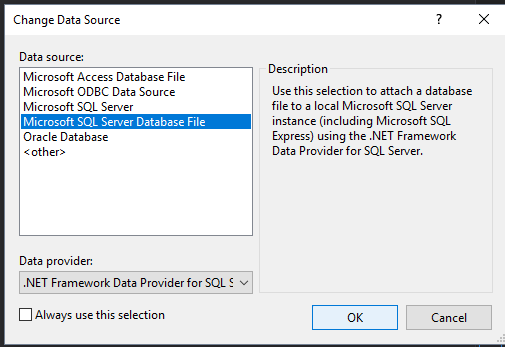 Change Data Source
?
Data source:
Microsoft Access Database File
Microsoft ODBC Data Source
Microsoft SQL Server
Microsoft SQL Server Database File
Oracle Database
<other>
Description
Use this selection to attach a database
file to a local Microsoft SQL Server
instance (including Microsoft SQL
Express) using the .NET Framework
Data Provider for SQL Server.
Data provider:
.NET Framework Data Provider for SQL S
Always use this selection
OK
Cancel